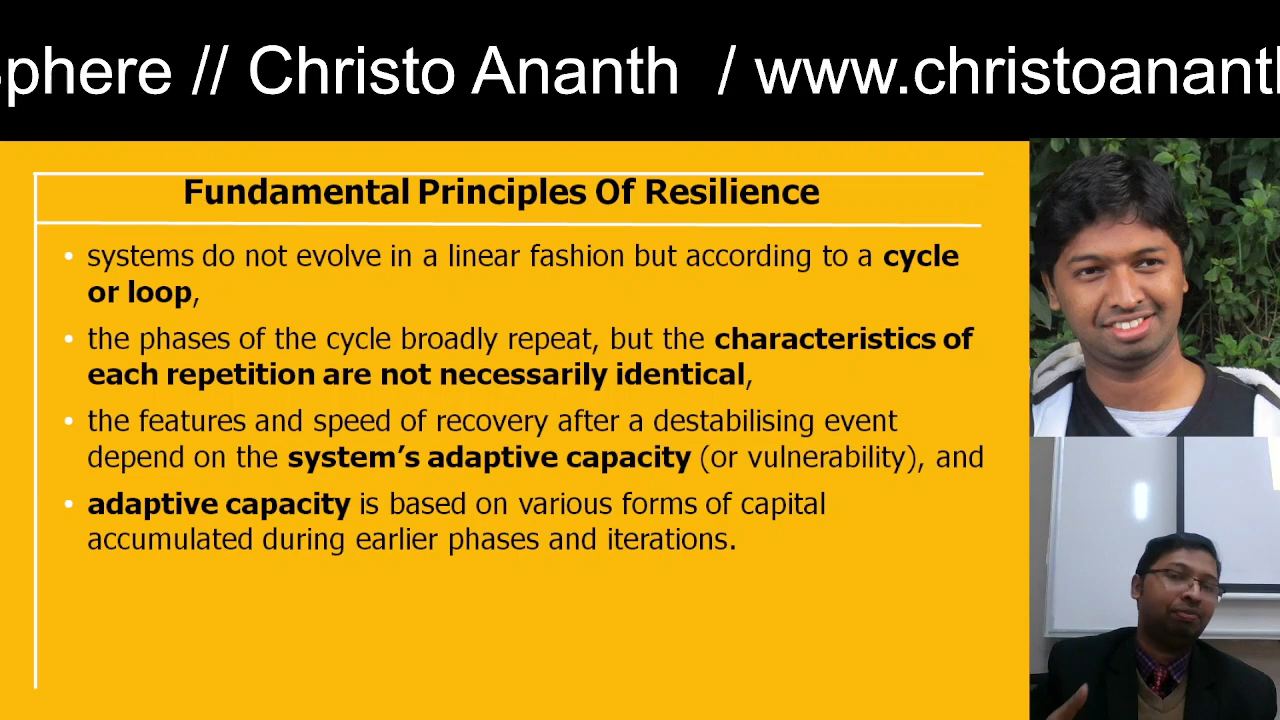 sphere // Christo Ananth / www.christoanant
Fundamental Principles Of Resilience
• systems do not evolve in a linear fashion but according to a cycle
or loop,
• the phases of the cycle broadly repeat, but the characteristics of
each repetition are not necessarily identical,
• the features and speed of recovery after a destabilising event
depend on the system's adaptive capacity (or vulnerability), and
• adaptive capacity is based on various forms of capital
accumulated during earlier phases and iterations.